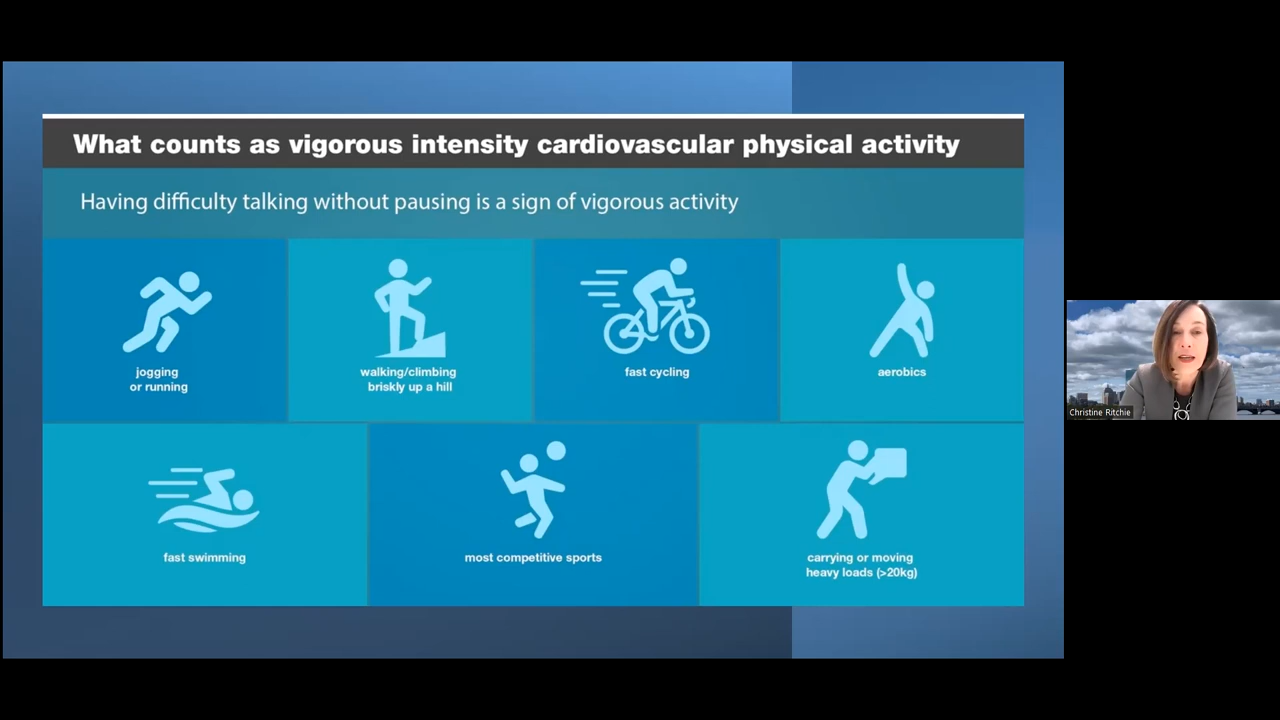 What counts as vigorous intensity cardiovascular physical activity
Having difficulty talking without pausing is a sign of vigorous activity
jogging
or running
walking/climbing
briskly up a hill
fast cycling
aerobics
fast swimming
most competitive sports
carrying or moving
heavy loads (>20kg)
Christine Ritchie